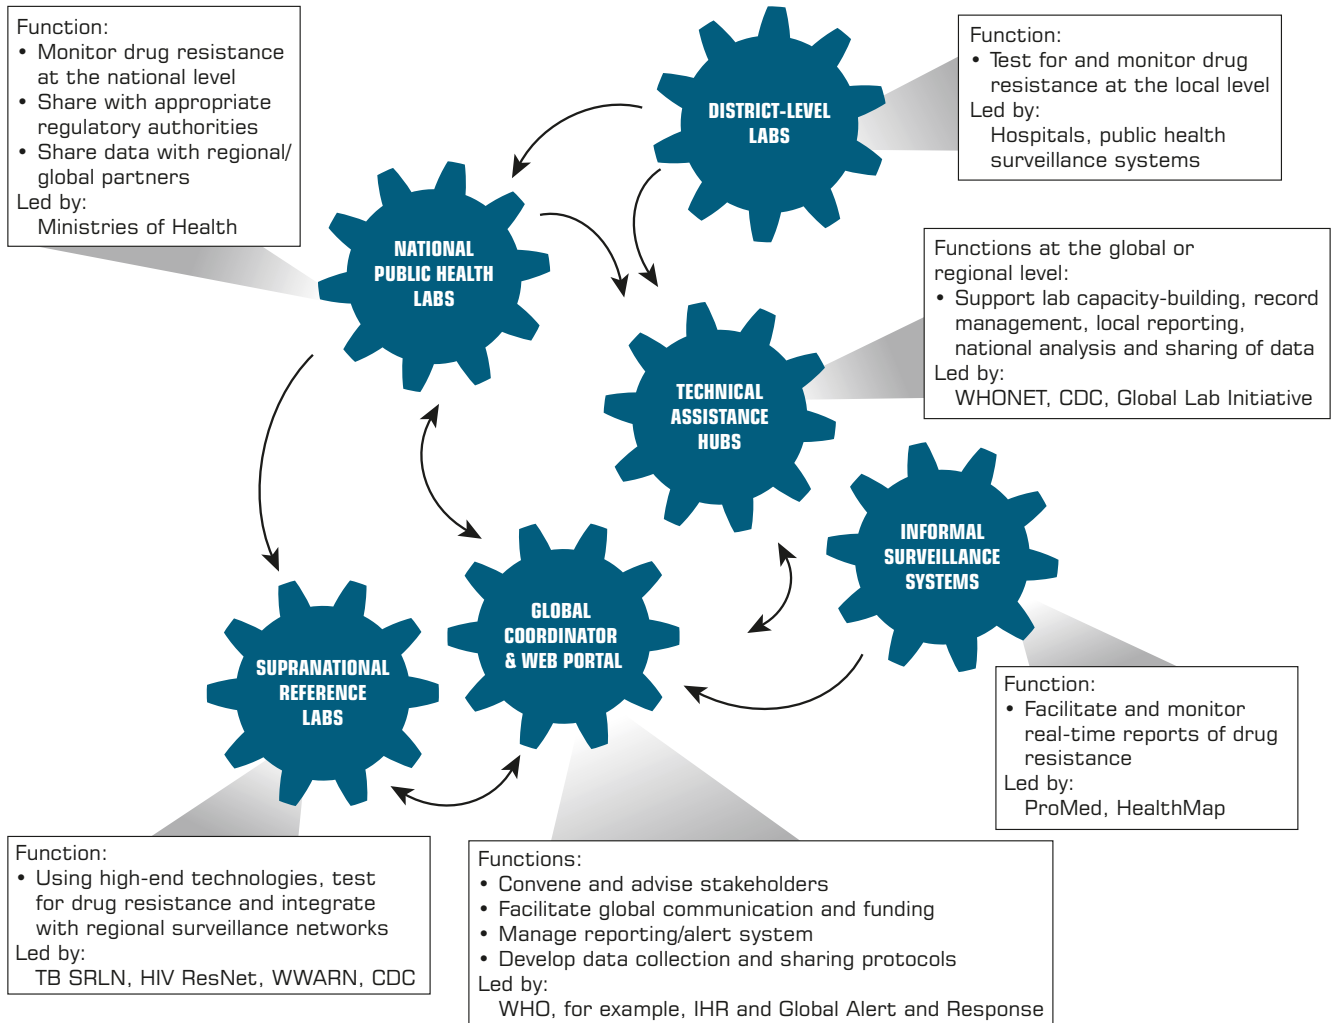 Function:
• Monitor drug resistance
at the national level
• Share with appropriate
regulatory authorities
• Share data with regional/
global partners
Led by:
Ministries of Health
DISTRICT-LEVEL
LABS
Function:
• Test for and monitor drug
resistance at the local level
Led by:
Hospitals, public health
surveillance systems
NATIONAL
PUBLIC HEALTH
LABS
Functions at the global or
regional level:
• Support lab capacity-building, record
management, local reporting,
national analysis and sharing of data
Led by:
WHONET, CDC, Global Lab Initiative
TECHNICAL
ASSISTANCE
HUBS
INFORMAL
SURVEILLANCE
SYSTEMS
GLOBAL
COORDINATOR
& WEB PORTAL
SUPRANATIONAL
REFERENCE
LABS
Function:
• Facilitate and monitor
real-time reports of drug
resistance
Led by:
ProMed, HealthMap
Function:
• Using high-end technologies, test
for drug resistance and integrate
with regional surveillance networks
Led by:
TB SRLN, HIV ResNet, WWARN, CDC
Functions:
• Convene and advise stakeholders
• Facilitate global communication and funding
• Manage reporting/alert system
• Develop data collection and sharing protocols
Led by:
WHO, for example, IHR and Global Alert and Response